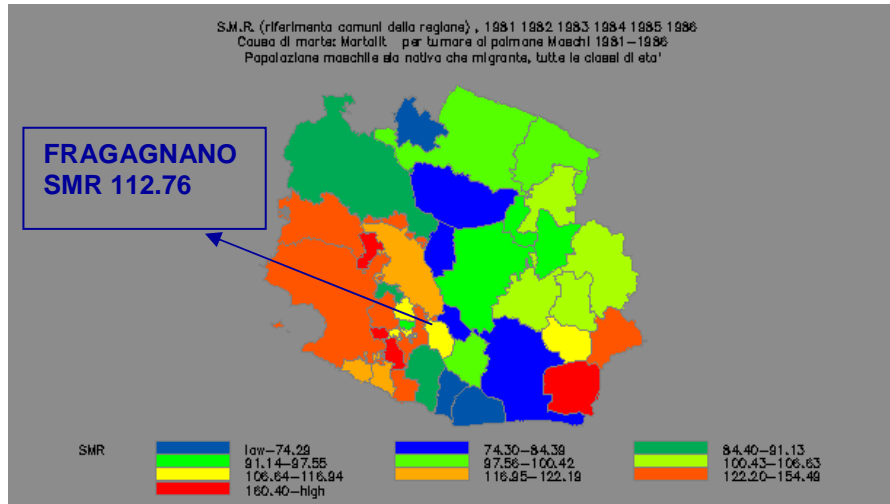 S.M.R. (riferimento comuni della regione) , 1981 1982 1983 1984 1985 1986
Causa di morte: Mortalit per tumore al polmone Maschi 1981-1986
Popolazione maschile sia nativa che migrante, tutte le classi di eta'
FRAGAGNANO
SMR 112.76
SMR low-74.29 74.30-84.39 84.40-91.13
91.14-97.55 97.56-100.42 100.43-106.63
106.64-116.94 116.95-122.19 122.20-154.49
160.40-high